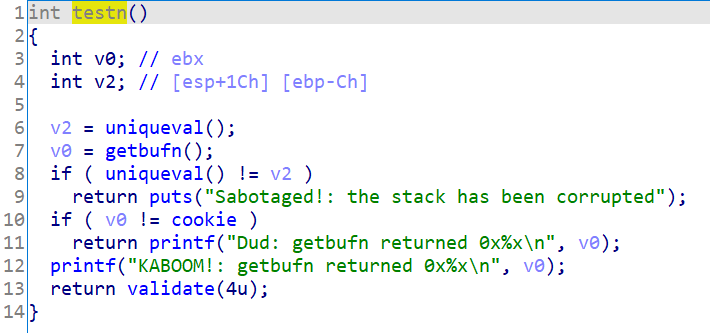 1 int testn()
2 {
3   int v0; // ebx
4   int v2; // [esp+1Ch] [ebp-Ch]
5
6   v2 = uniqueval();
7   v0 = getbufn();
8   if ( uniqueval() != v2 )
9     return puts("Sabotaged!: the stack has been corrupted");
10   if ( v0 != cookie )
11     return printf("Dud: getbufn returned 0x%x\n", v0);
12   printf("KABOOM!: getbufn returned 0x%x\n", v0);
13   return validate(4u);
14 }